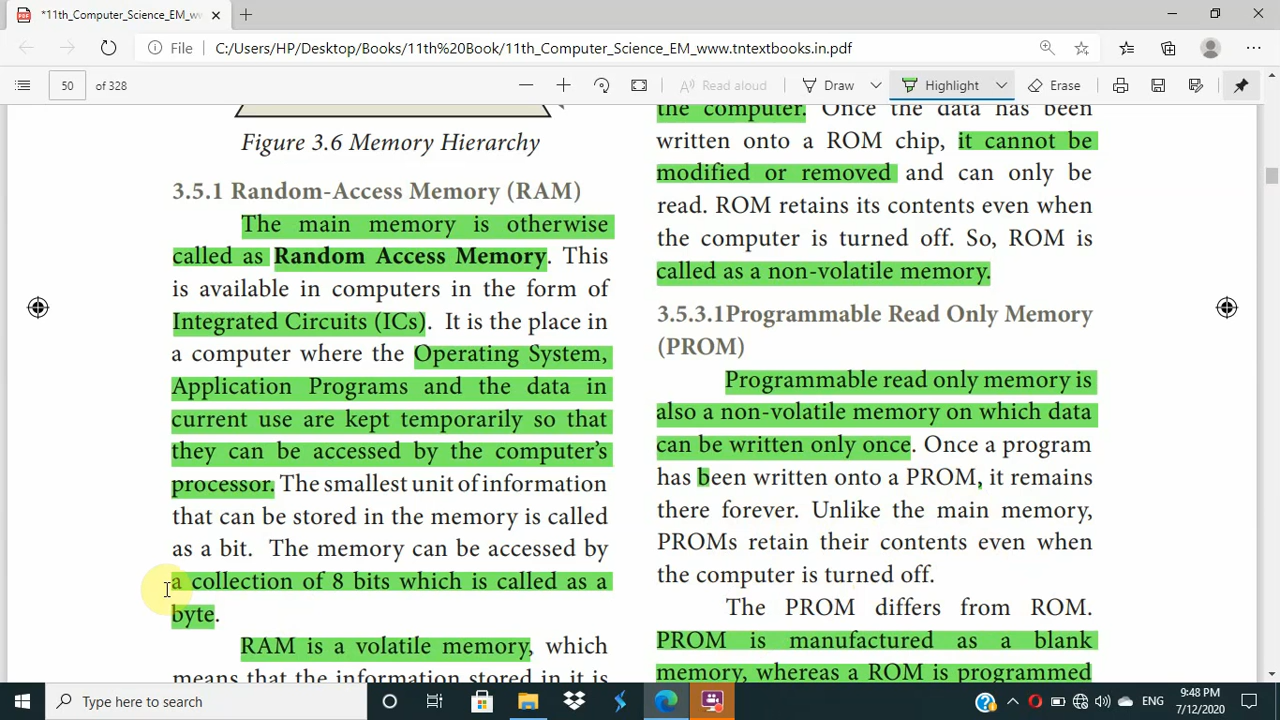 *11th_Computer_Science_EM_w
File
C:/Users/HP/Desktop/Books/11th%20Book/11th_Computer_Science_EM_www.tntextbooks.in.pdf
50 of 328
Read aloud
Draw
Highlight
Erase
Figure 3.6 Memory Hierarchy
3.5.1 Random-Access Memory (RAM)
The main memory is otherwise
called as Random Access Memory. This
is available in computers in the form of
Integrated Circuits (ICs). It is the place in
a computer where the Operating System,
Application Programs and the data in
current use are kept temporarily so that
they can be accessed by the computer's
processor. The smallest unit of information
that can be stored in the memory is called
as a bit. The memory can be accessed by
a collection of 8 bits which is called as a
byte.
RAM is a volatile memory, which
means that the information stored in it is
the computer. Once the data has been
written onto a ROM chip, it cannot be
modified or removed and can only be
read. ROM retains its contents even when
the computer is turned off. So, ROM is
called as a non-volatile memory.
3.5.3.1Programmable Read Only Memory
(PROM)
Programmable read only memory is
also a non-volatile memory on which data
can be written only once. Once a program
has been written onto a PROM, it remains
there forever. Unlike the main memory,
PROMs retain their contents even when
the computer is turned off.
The PROM differs from ROM.
PROM is manufactured as a blank
memory, whereas a ROM is programmed
Type here to search
ENG
9:48 PM
7/12/2020